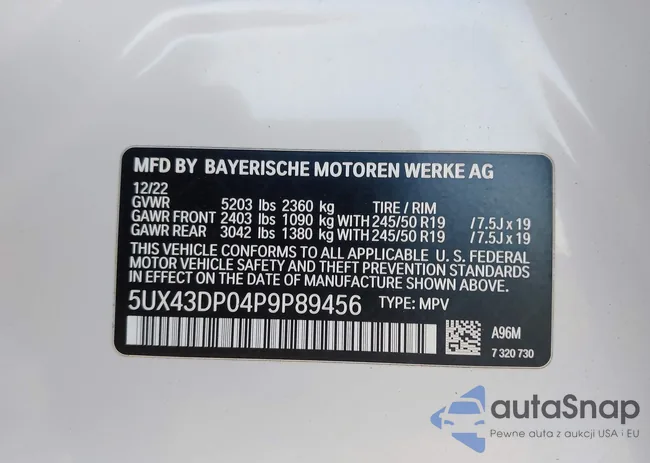 MFD BY BAYERISCHE MOTOREN WERKE AG
12/22
GVWR 5203 lbs 2360 kg TIRE / RIM
GAWR FRONT 2403 lbs 1090 kg WITH 245/50 R19 / 7.5J x 19
GAWR REAR 3042 lbs 1380 kg WITH 245/50 R19 / 7.5J x 19
THIS VEHICLE CONFORMS TO ALL APPLICABLE U. S. FEDERAL
MOTOR VEHICLE SAFETY AND THEFT PREVENTION STANDARDS
IN EFFECT ON THE DATE OF MANUFACTURE SHOWN ABOVE.
5UX43DP04P9P89456 TYPE: MPV
A96M
7 320 730
autaSnap
Pewne auta z aukcji USA i EU